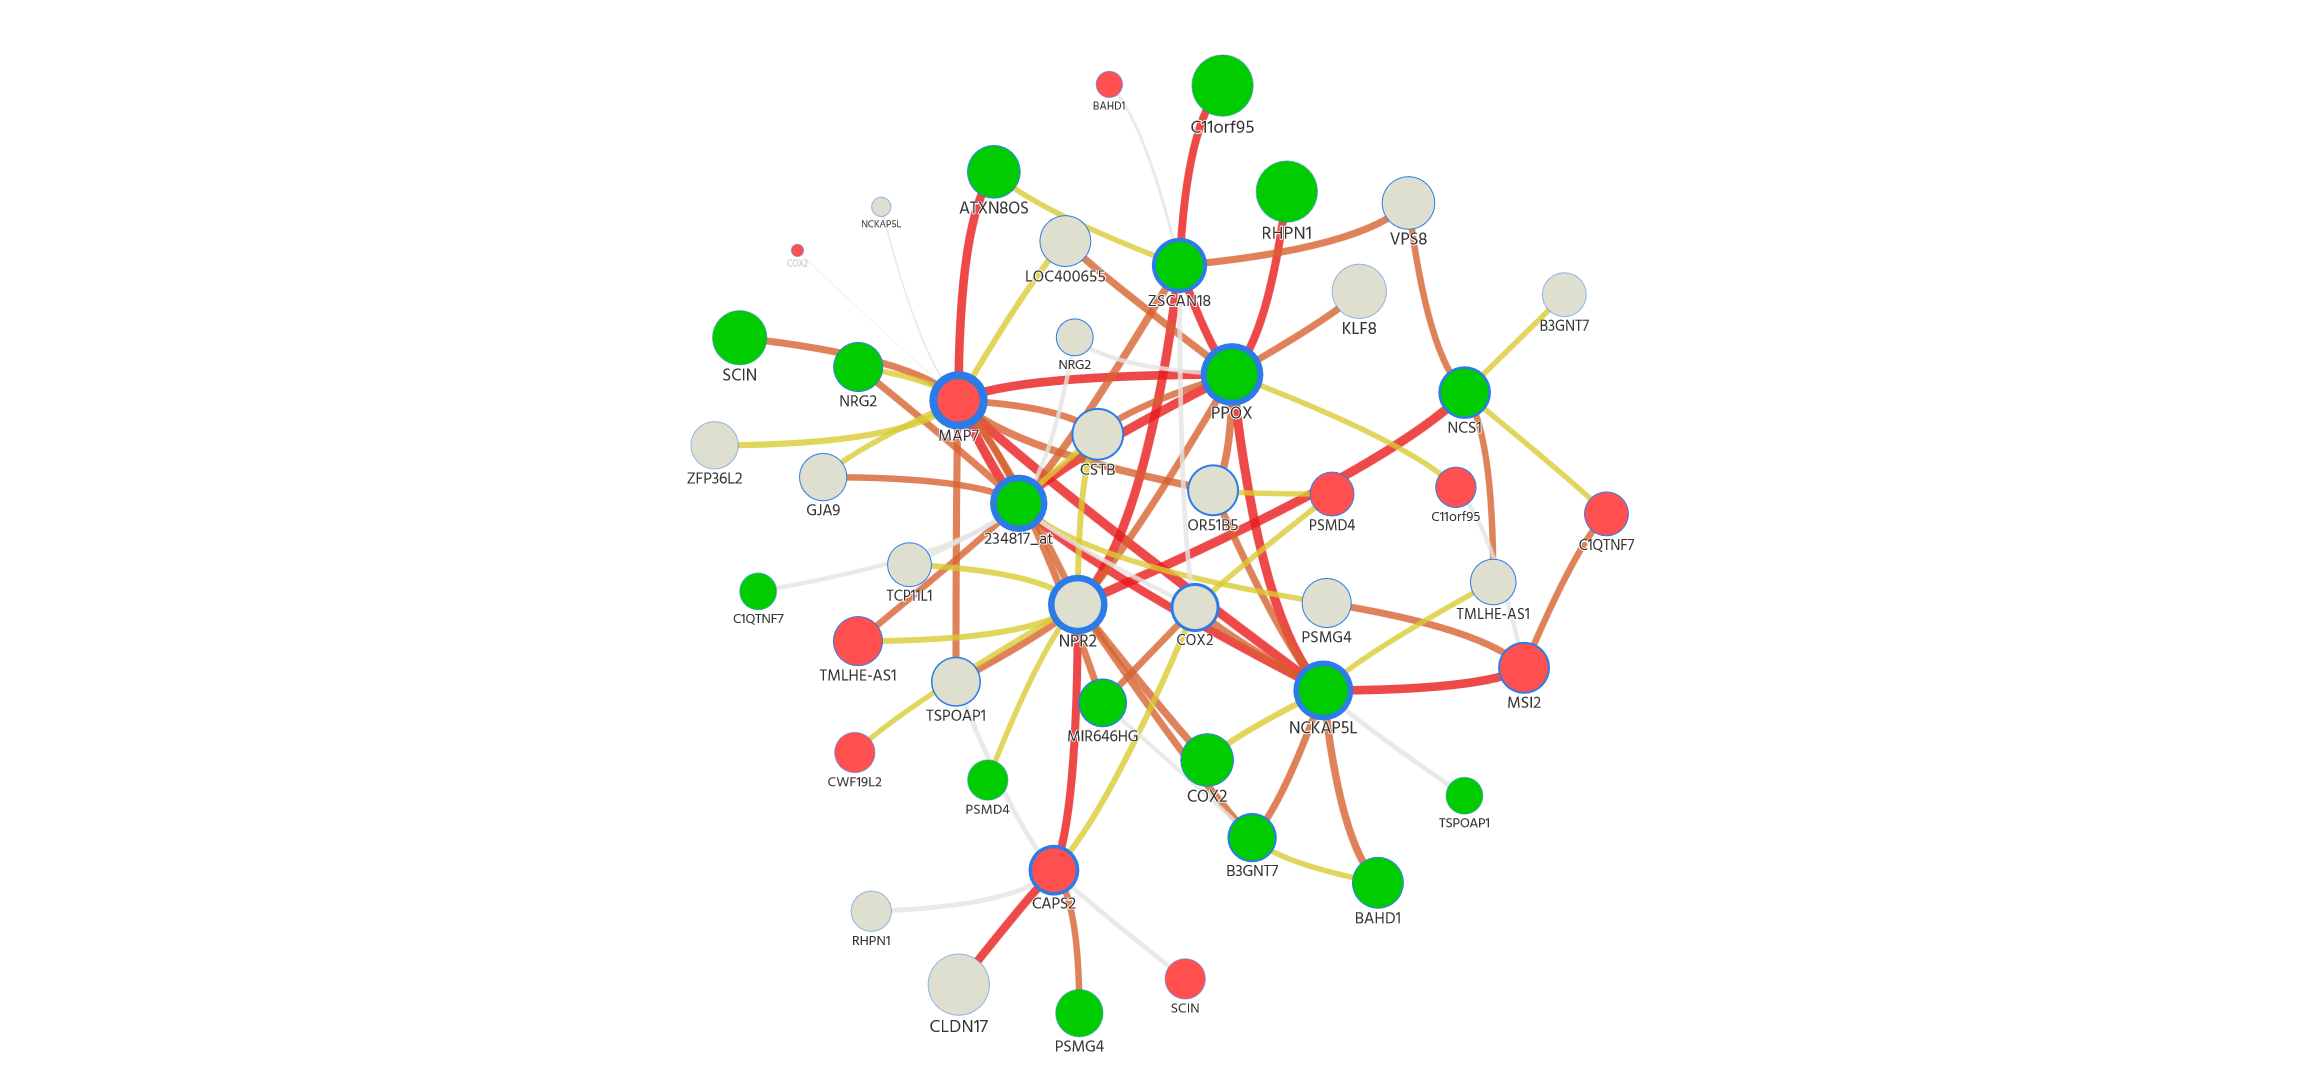 BAHD1
C11orf95
ATXN8OS
NCKAP5L
RHPN1
VPS8
COX2
LOC400655
ZSCAN18
KLF8
B3GNT7
SCIN
NRG2
NRG2
MAP7
PPOX
NCS1
ZFP36L2
GJA9
CSTB
OR51B5
PSMD4
C11orf95
C1QTNF7
234817_at
TCP11L1
C1QTNF7
TMLHE-AS1
NPR2
COX2
PSMG4
TMLHE-AS1
TSPOAP1
MIR646HG
NCKAP5L
MSI2
CWF19L2
PSMD4
COX2
TSPOAP1
B3GNT7
CAPS2
BAHD1
RHPN1
CLDN17
SCIN
PSMG4